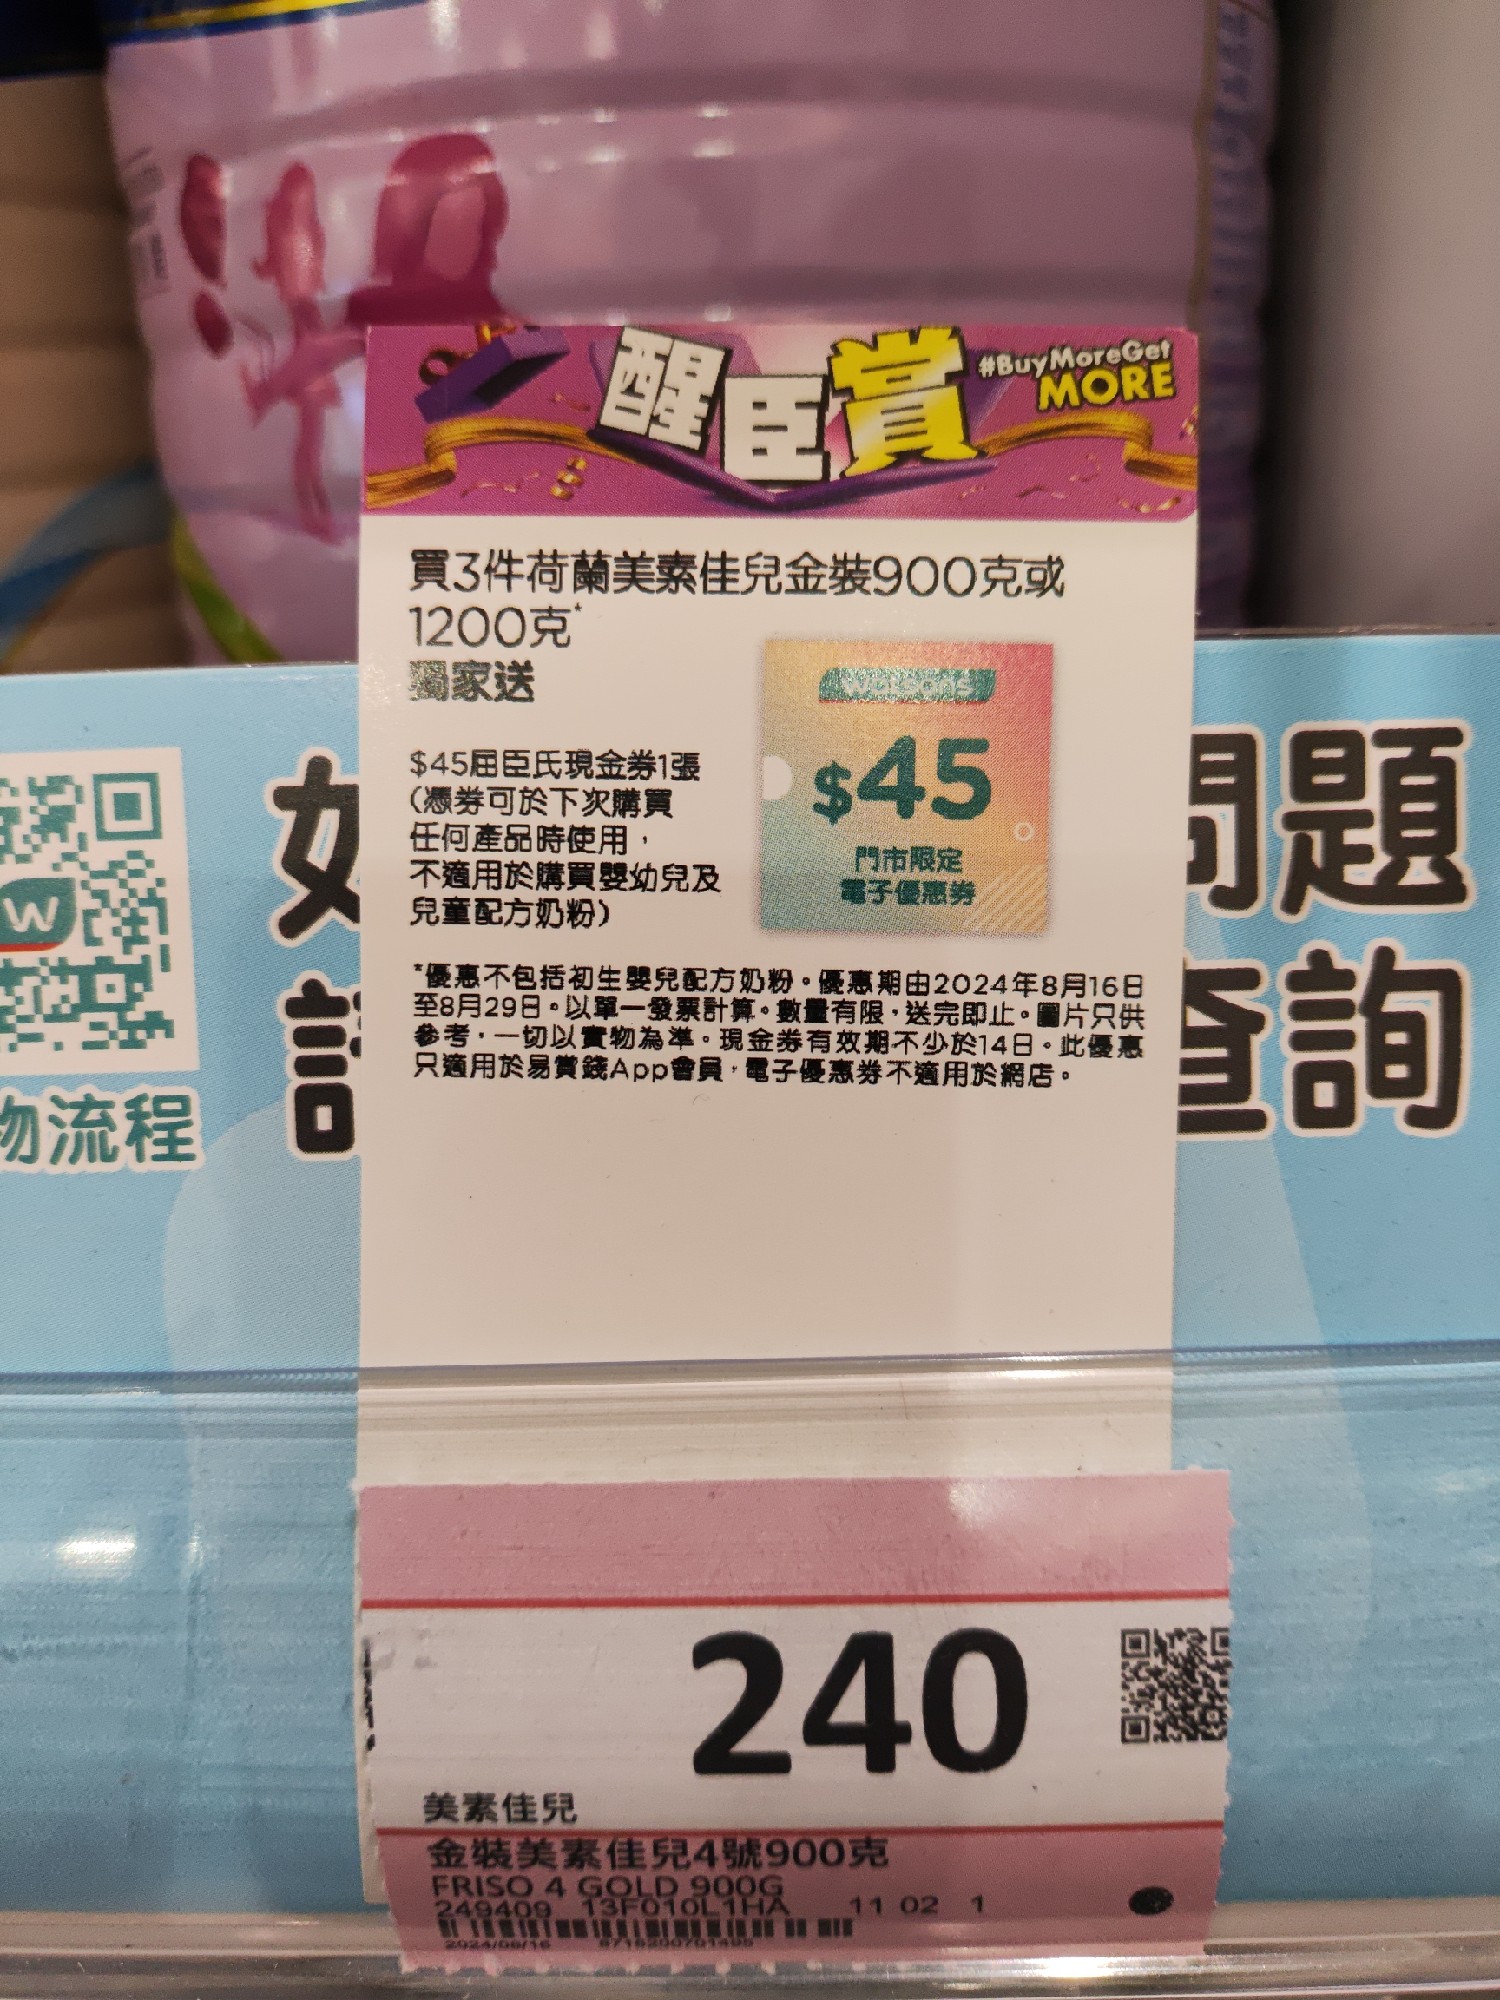 醒臣賞
#BuyMoreGet
MORE
買3件荷蘭美素佳兒金裝900克或
1200克*
獨家送
$45屈臣氏現金券1張
(憑券可於下次購買
任何產品時使用，
不適用於購買嬰幼兒及
兒童配方奶粉)
watsons
$45
門市限定
電子優惠券
*優惠不包括初生嬰兒配方奶粉。優惠期由2024年8月16日
至8月29日。以單一發票計算。數量有限，送完即止。圖片只供
參考，一切以實物為準。現金券有效期不少於14日。此優惠
只適用於易賞錢App會員，電子優惠券不適用於網店。
問題
查詢
W
物流程
240
美素佳兒
金裝美素佳兒4號900克
FRISO 4 GOLD 900G
249409 13F010L1HA 11 02 1
2024/08/16 8716200701495